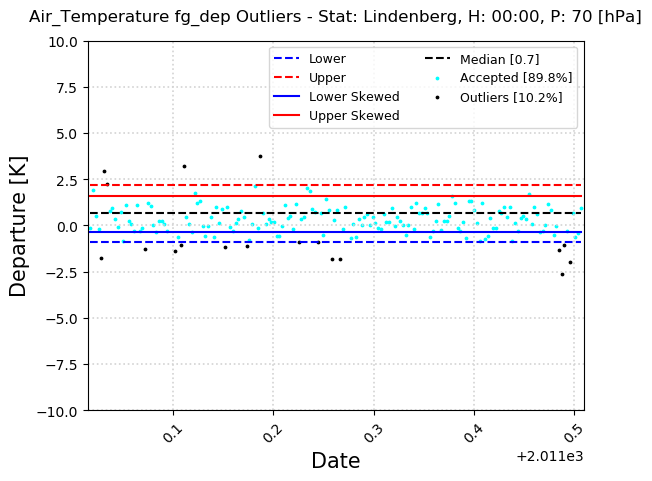 Air_Temperature fg_dep Outliers - Stat: Lindenberg, H: 00:00, P: 70 [hPa]
10.0
7.5
5.0
2.5
0.0
−2.5
−5.0
−7.5
−10.0
Departure [K]
Lower
Upper
Lower Skewed
Upper Skewed
Median [0.7]
Accepted [89.8%]
Outliers [10.2%]
0.1
0.2
0.3
0.4
0.5
+2.011e3
Date